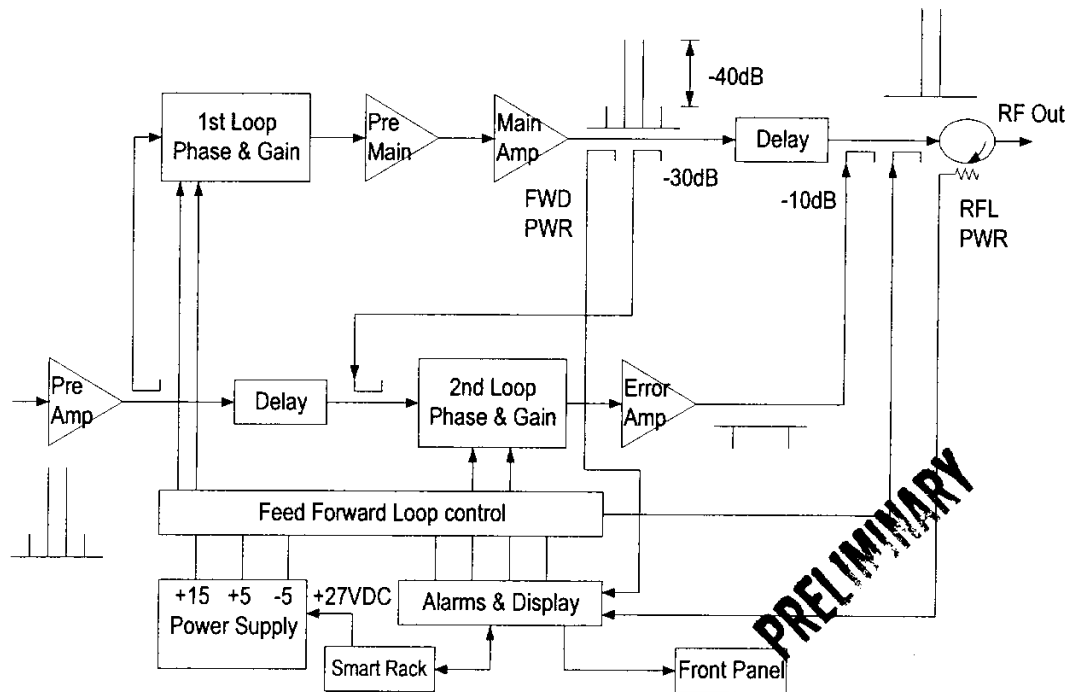 -40dB
1st Loop
Phase & Gain
Pre
Main
Main
Amp
Delay
RF Out
-30dB
-10dB
FWD
PWR
RFL
PWR
Pre
Amp
Delay
2nd Loop
Phase & Gain
Error
Amp
Feed Forward Loop control
+15 +5 -5 +27VDC
Power Supply
Alarms & Display
Smart Rack
Front Panel
PRELIMINARY